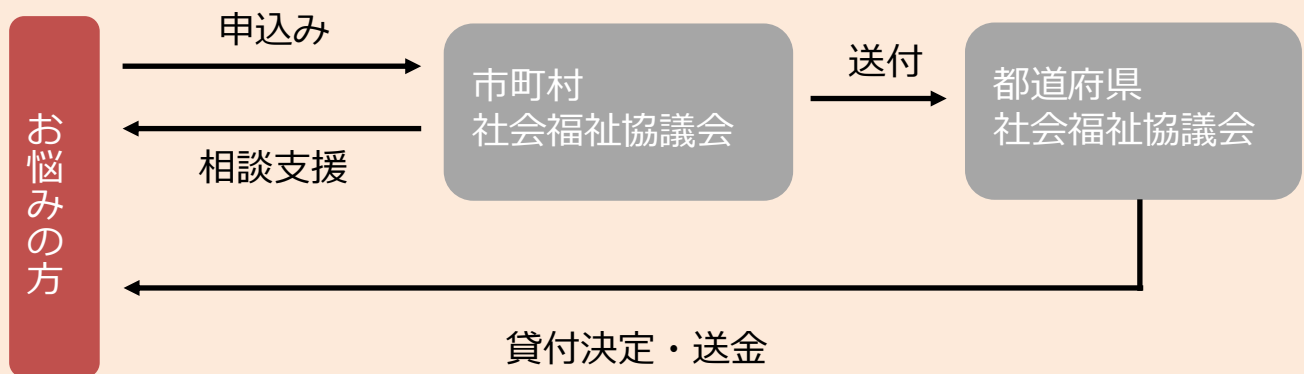 お悩みの方
申込み
相談支援
市町村
社会福祉協議会
送付
都道府県
社会福祉協議会
貸付決定・送金